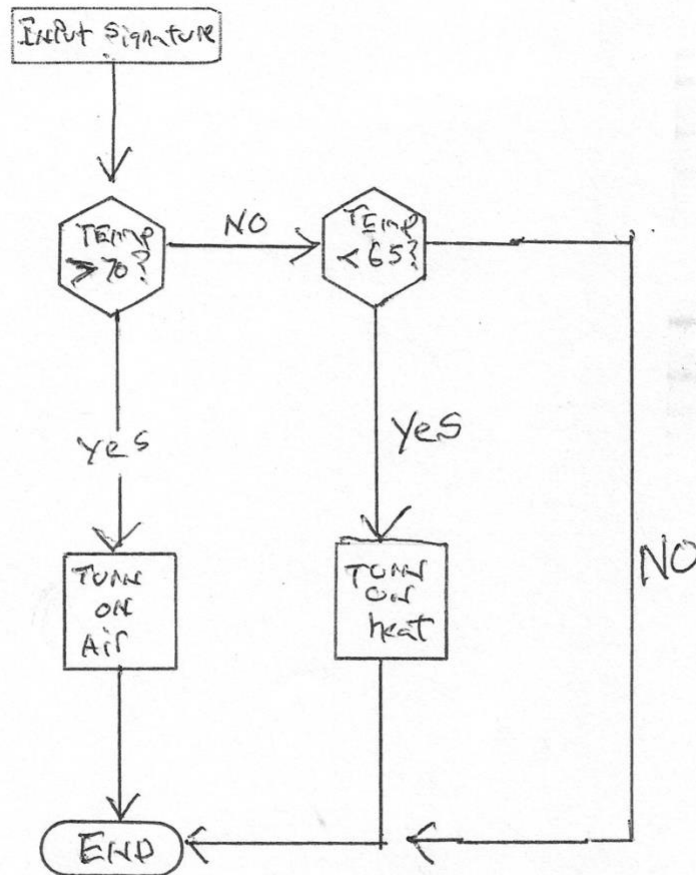 INPut Signature
TEmP
> 70?
NO
TEmP
< 65?
yes
yes
NO
TURN
ON
Air
TURN
ON
heat
END